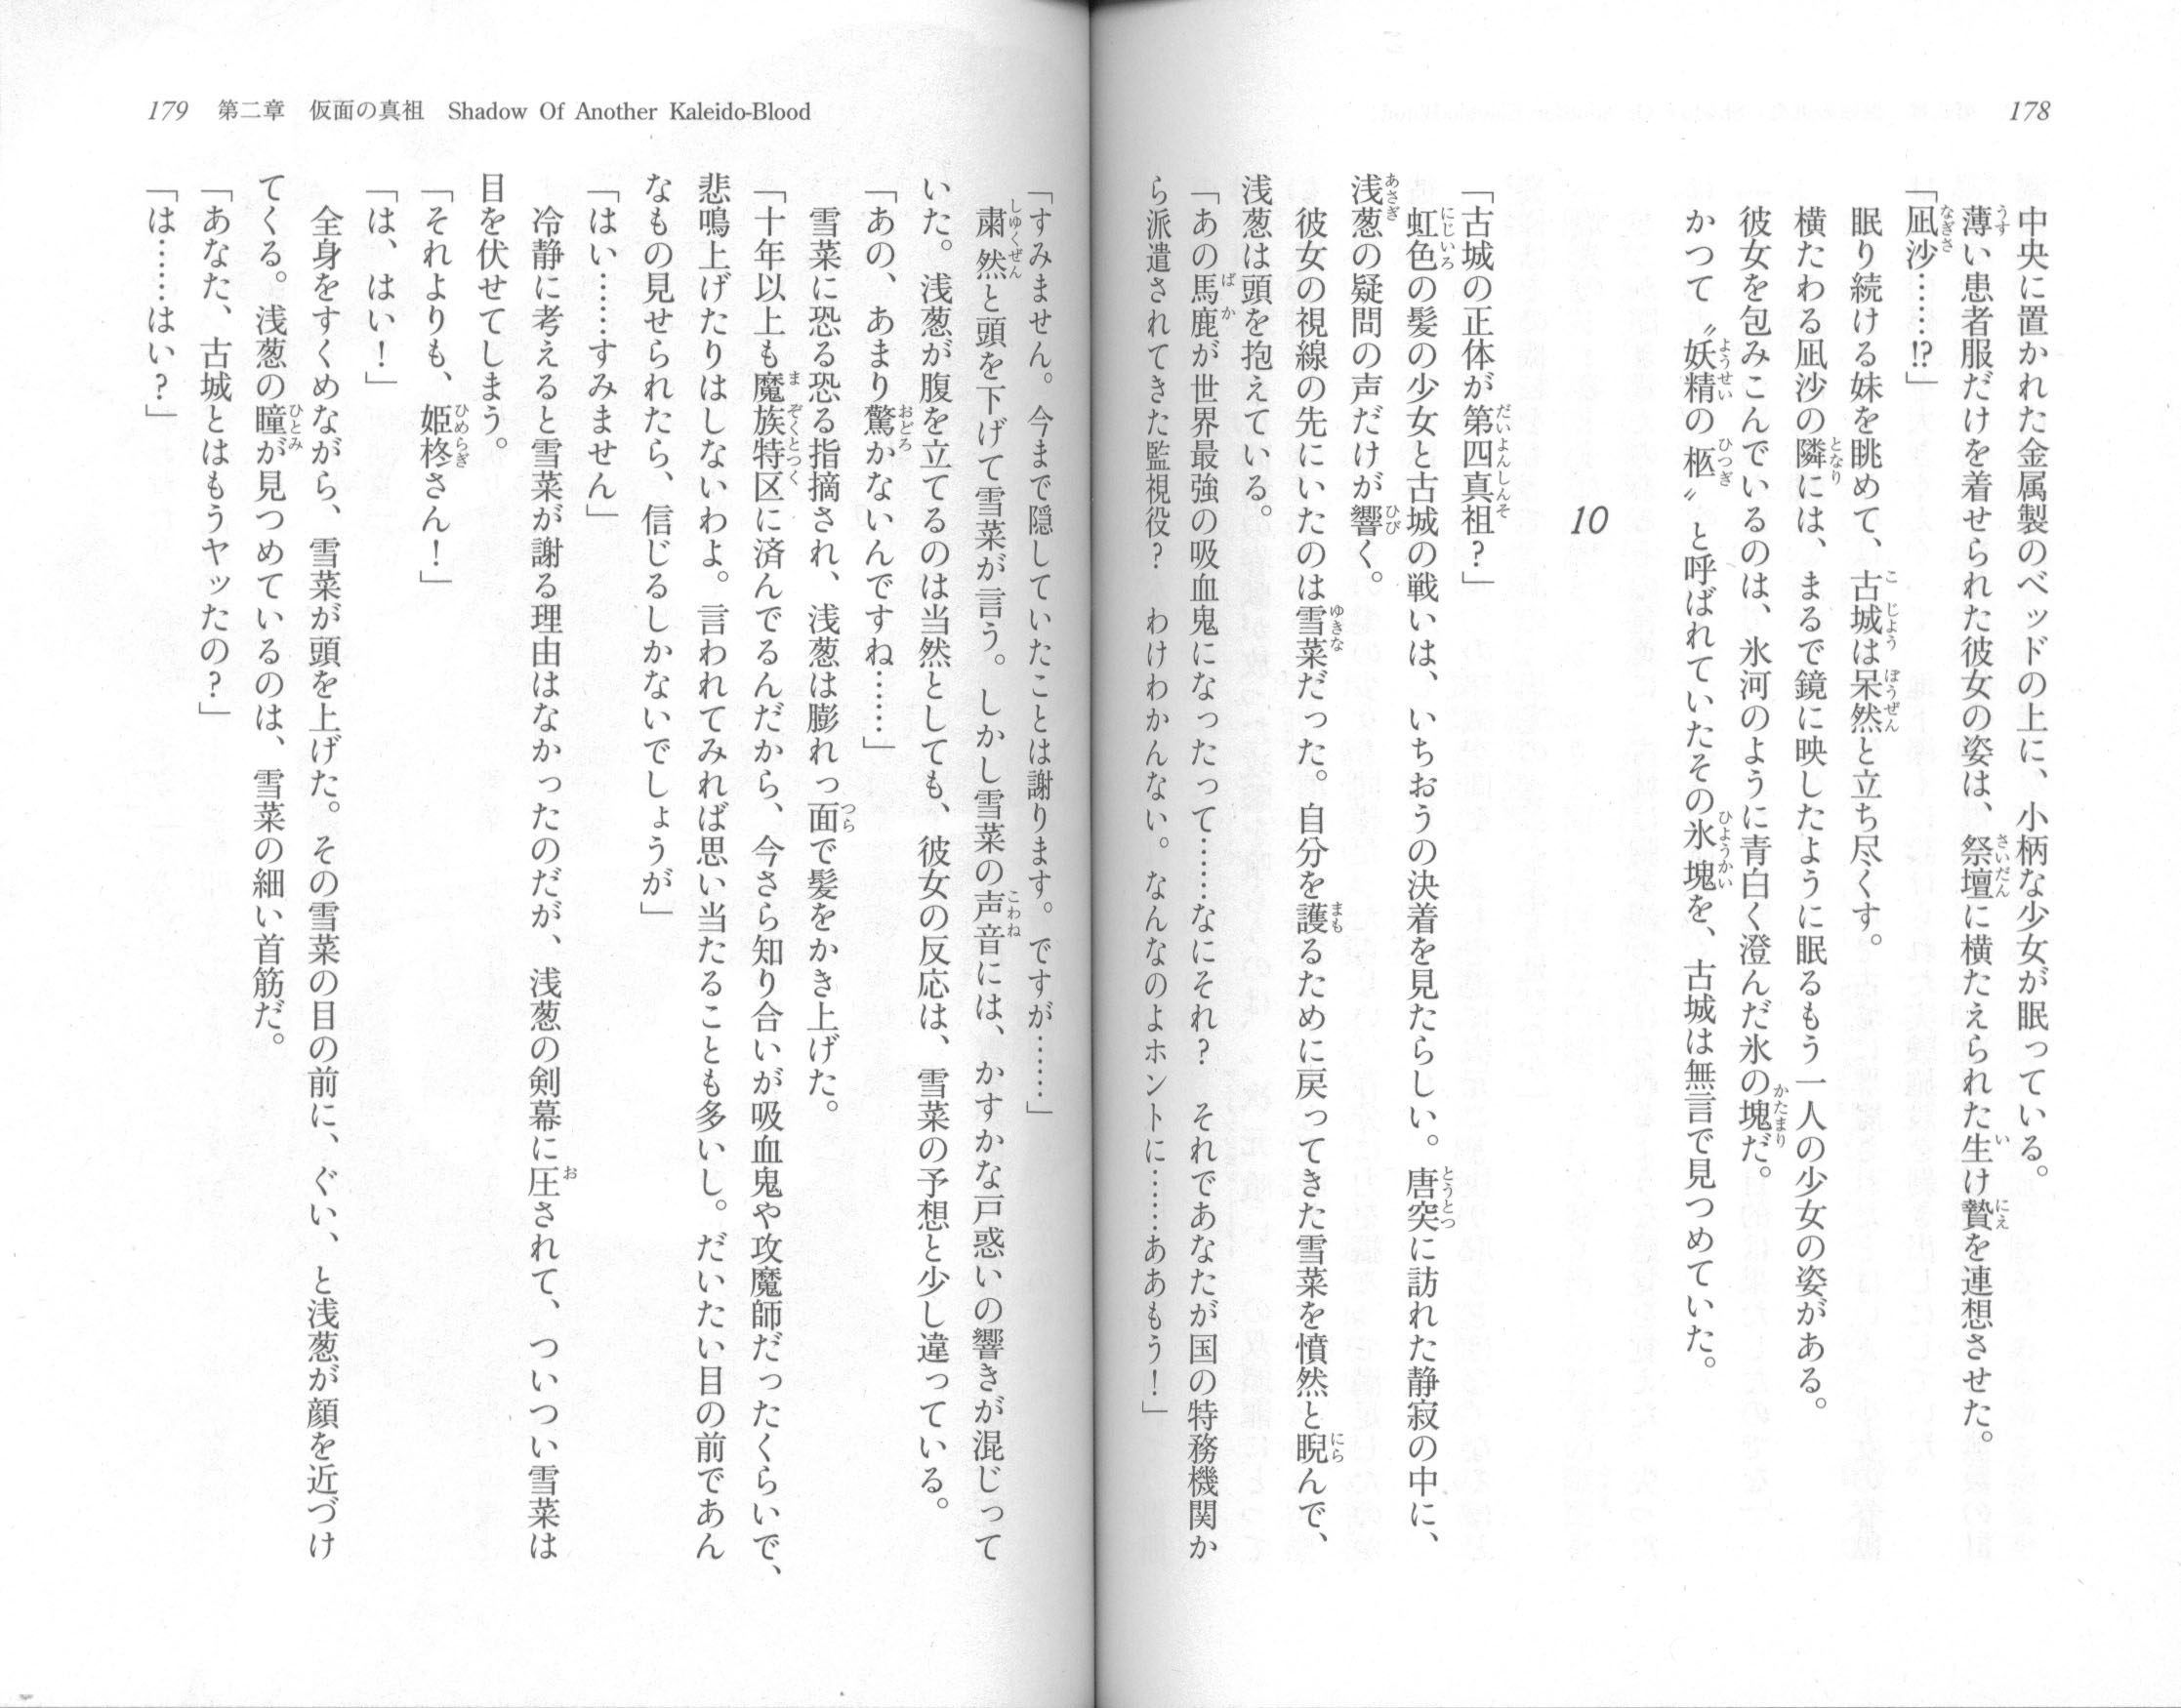 178
中央に置かれた金属製のベッドの上に、小柄な少女が眠っている。
薄い患者服だけを着せられた彼女の姿は、祭壇に横たえられた生け贄を連想させた。
「凪沙……!?」
眠り続ける妹を眺めて、古城は呆然と立ち尽くす。
横たわる凪沙の隣には、まるで鏡に映したように眠るもう一人の少女の姿がある。
彼女を包みこんでいるのは、氷河のように青白く澄んだ氷の塊だ。
かつて〝妖精の柩〟と呼ばれていたその氷塊を、古城は無言で見つめていた。
10
「古城の正体が第四真祖？」
虹色の髪の少女と古城の戦いは、いちおうの決着を見たらしい。唐突に訪れた静寂の中に、
浅葱の疑問の声だけが響く。
彼女の視線の先にいたのは雪菜だった。自分を護るために戻ってきた雪菜を憤然と睨んで、
浅葱は頭を抱えている。
「あの馬鹿が世界最強の吸血鬼になったって……なにそれ？　それであなたが国の特務機関か
ら派遣されてきた監視役？　わけわかんない。なんなのよホントに……ああもう！」
179　第二章　仮面の真祖　Shadow Of Another Kaleido-Blood
「すみません。今まで隠していたことは謝ります。ですが……」
粛然と頭を下げて雪菜が言う。しかし雪菜の声音には、かすかな戸惑いの響きが混じって
いた。浅葱が腹を立てるのは当然としても、彼女の反応は、雪菜の予想と少し違っている。
「あの、あまり驚かないんですね……」
雪菜に恐る恐る指摘され、浅葱は膨れっ面で髪をかき上げた。
「十年以上も魔族特区に済んでるんだから、今さら知り合いが吸血鬼や攻魔師だったくらいで、
悲鳴上げたりはしないわよ。言われてみれば思い当たることも多いし。だいたい目の前であん
なもの見せられたら、信じるしかないでしょうが」
「はい……すみません」
冷静に考えると雪菜が謝る理由はなかったのだが、浅葱の剣幕に圧されて、ついつい雪菜は
目を伏せてしまう。
「それよりも、姫柊さん！」
「は、はい！」
全身をすくめながら、雪菜が頭を上げた。その雪菜の目の前に、ぐい、と浅葱が顔を近づけ
てくる。浅葱の瞳が見つめているのは、雪菜の細い首筋だ。
「あなた、古城とはもうヤッたの？」
「は……はい？」